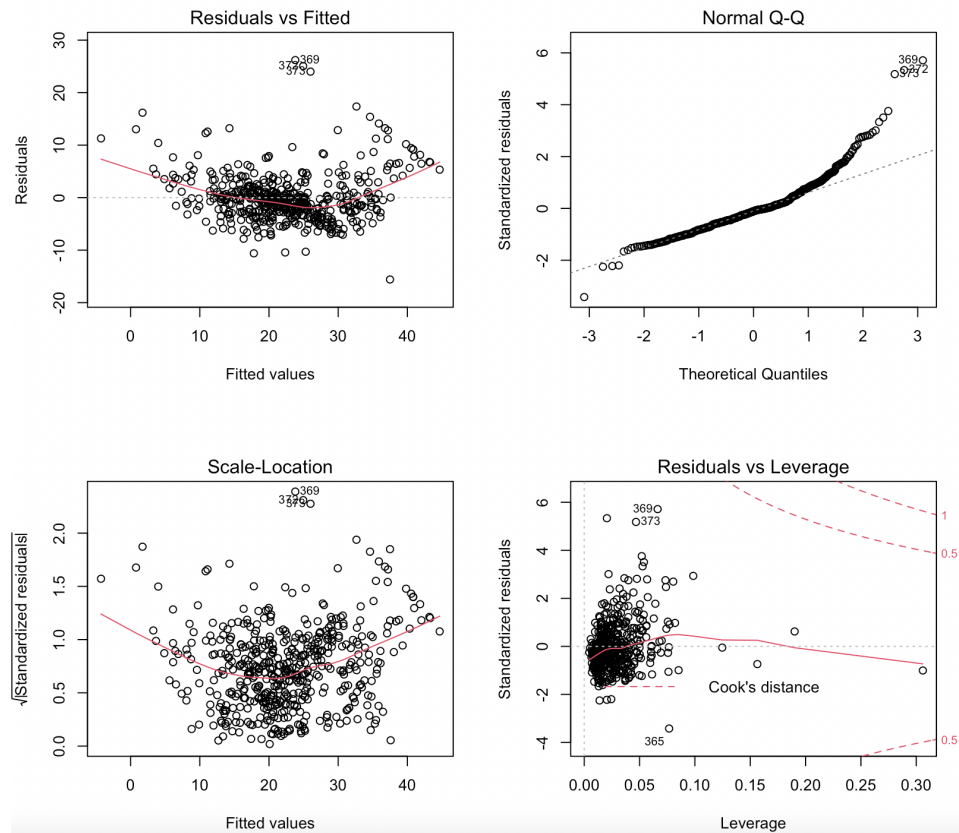 Residuals vs Fitted
Residuals
30
20
10
0
-10
-20
369
372
373
0 10 20 30 40
Fitted values
Normal Q-Q
Standardized residuals
6
4
2
0
-2
369
372
373
-3 -2 -1 0 1 2 3
Theoretical Quantiles
Scale-Location
√|Standardized residuals|
2.0
1.5
1.0
0.5
0.0
369
372
373
0 10 20 30 40
Fitted values
Residuals vs Leverage
Standardized residuals
6
4
2
0
-2
-4
369
373
365
1
0.5
0.5
Cook's distance
0.00 0.05 0.10 0.15 0.20 0.25 0.30
Leverage